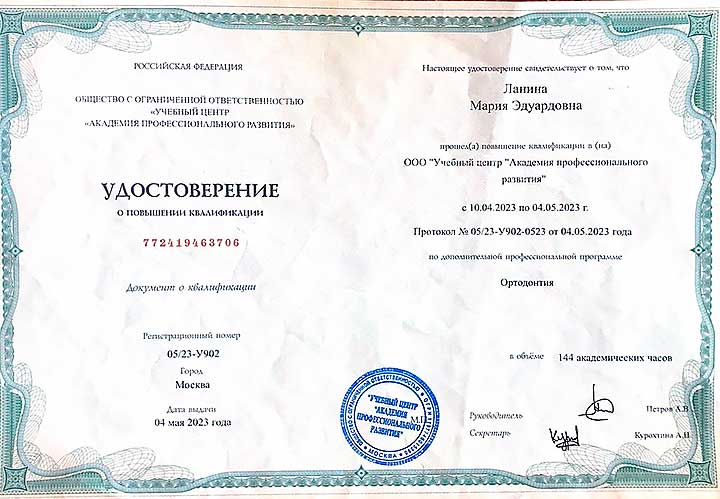 РОССИЙСКАЯ ФЕДЕРАЦИЯ
ОБЩЕСТВО С ОГРАНИЧЕННОЙ ОТВЕТСТВЕННОСТЬЮ
«УЧЕБНЫЙ ЦЕНТР
«АКАДЕМИЯ ПРОФЕССИОНАЛЬНОГО РАЗВИТИЯ»
УДОСТОВЕРЕНИЕ
О ПОВЫШЕНИИ КВАЛИФИКАЦИИ
772419463706
Документ о квалификации
Регистрационный номер
05/23-У902
Город
Москва
Дата выдачи
04 мая 2023 года
Настоящее удостоверение свидетельствует о том, что
Ланина
Мария Эдуардовна
прошел(а) повышение квалификации в (на)
ООО "Учебный центр "Академия профессионального
развития"
с 10.04.2023 по 04.05.2023 г.
Протокол № 05/23-У902-0523 от 04.05.2023 года
по дополнительной профессиональной программе
Ортодонтия
в объёме 144 академических часов
М.П.
Руководитель Петров Х.В
Секретарь Курохтина А.И
ОБЩЕСТВО С ОГРАНИЧЕННОЙ ОТВЕТСТВЕННОСТЬЮ
"УЧЕБНЫЙ ЦЕНТР
"АКАДЕМИЯ
ПРОФЕССИОНАЛЬНОГО
РАЗВИТИЯ"
МОСКВА